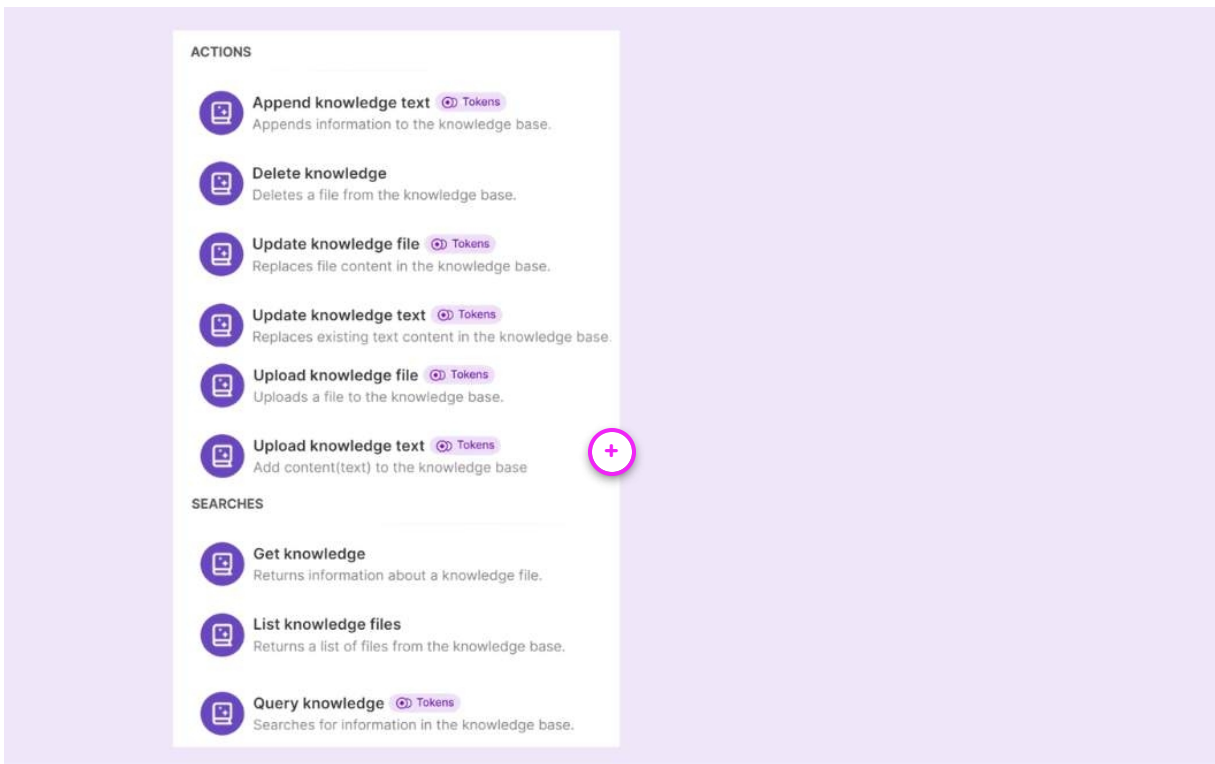 ACTIONS
Append knowledge text Tokens
Appends information to the knowledge base.
Delete knowledge
Deletes a file from the knowledge base.
Update knowledge file Tokens
Replaces file content in the knowledge base.
Update knowledge text Tokens
Replaces existing text content in the knowledge base.
Upload knowledge file Tokens
Uploads a file to the knowledge base.
Upload knowledge text Tokens
Add content(text) to the knowledge base
+
SEARCHES
Get knowledge
Returns information about a knowledge file.
List knowledge files
Returns a list of files from the knowledge base.
Query knowledge Tokens
Searches for information in the knowledge base.